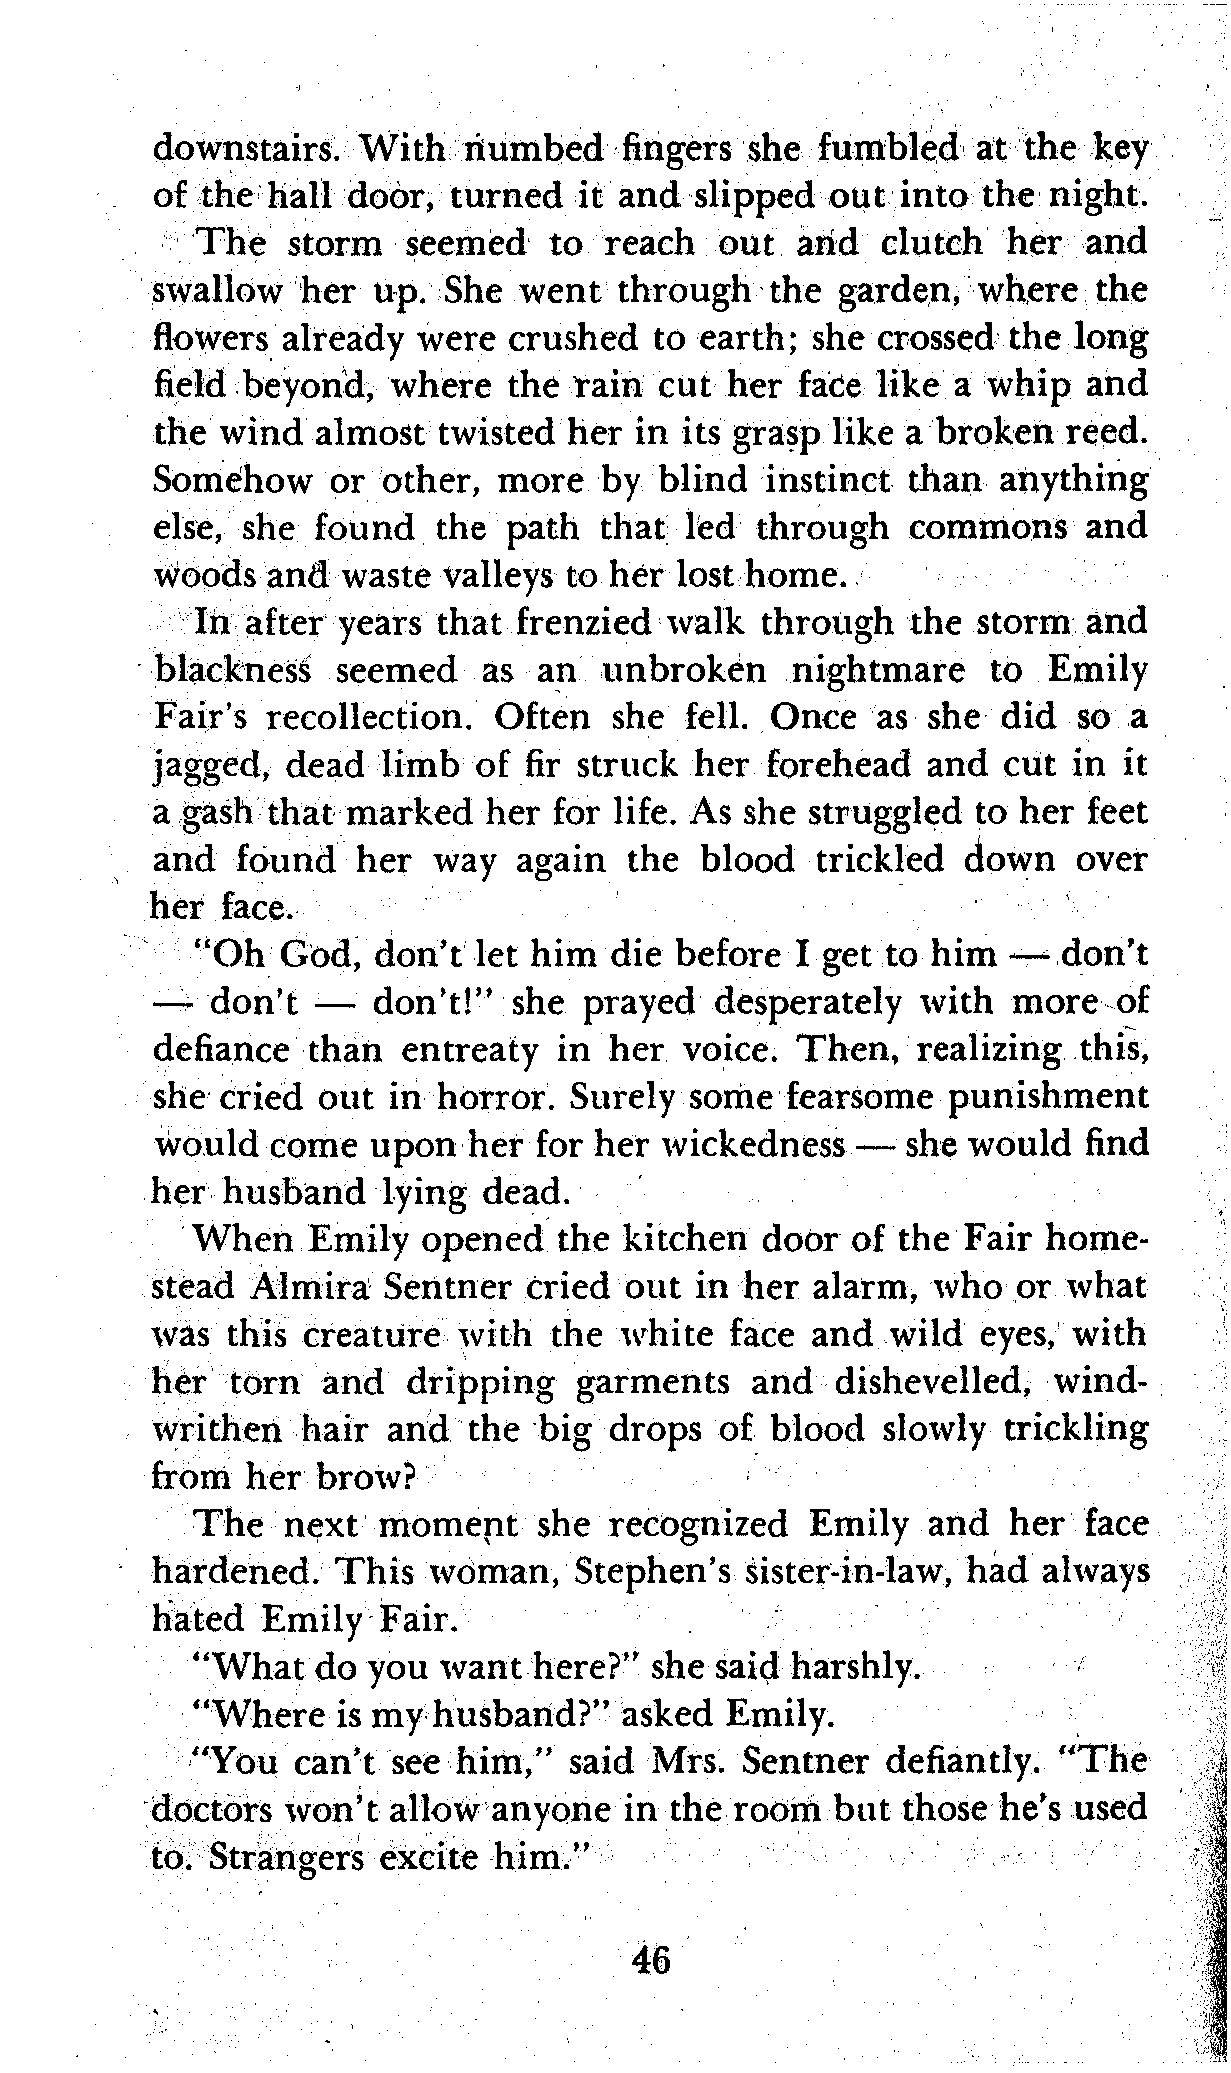 downstairs. With numbed fingers she fumbled at the key
of the hall door, turned it and slipped out into the night.
The storm seemed to reach out and clutch her and
swallow her up. She went through the garden, where the
flowers already were crushed to earth; she crossed the long
field beyond, where the rain cut her face like a whip and
the wind almost twisted her in its grasp like a broken reed.
Somehow or other, more by blind instinct than anything
else, she found the path that led through commons and
woods and waste valleys to her lost home.
In after years that frenzied walk through the storm and
blackness seemed as an unbroken nightmare to Emily
Fair's recollection. Often she fell. Once as she did so a
jagged, dead limb of fir struck her forehead and cut in it
a gash that marked her for life. As she struggled to her feet
and found her way again the blood trickled down over
her face.
"Oh God, don't let him die before I get to him — don't
— don't — don't!" she prayed desperately with more of
defiance than entreaty in her voice. Then, realizing this,
she cried out in horror. Surely some fearsome punishment
would come upon her for her wickedness — she would find
her husband lying dead.
When Emily opened the kitchen door of the Fair home-
stead Almira Sentner cried out in her alarm, who or what
was this creature with the white face and wild eyes, with
her torn and dripping garments and dishevelled, wind-
writhen hair and the big drops of blood slowly trickling
from her brow?
The next moment she recognized Emily and her face
hardened. This woman, Stephen's sister-in-law, had always
hated Emily Fair.
"What do you want here?" she said harshly.
"Where is my husband?" asked Emily.
"You can't see him," said Mrs. Sentner defiantly. "The
doctors won't allow anyone in the room but those he's used
to. Strangers excite him."
46